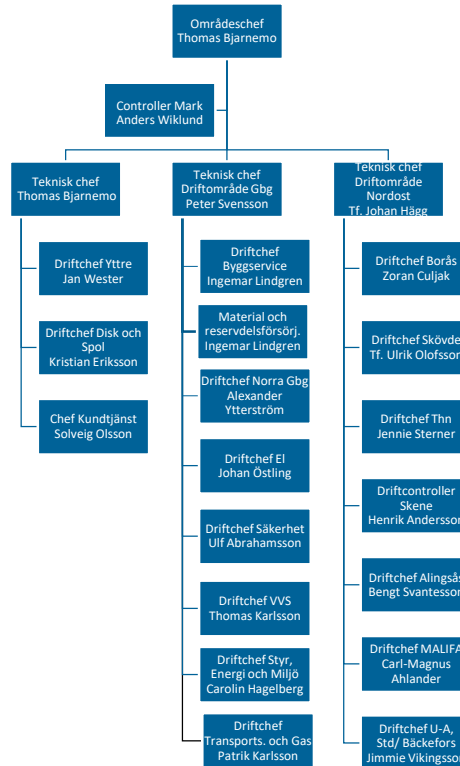 Områdeschef
Thomas Bjarnemo
Controller Mark
Anders Wiklund
Teknisk chef
Thomas Bjarnemo
Driftchef Yttre
Jan Wester
Driftchef Disk och
Spol
Kristian Eriksson
Chef Kundtjänst
Solveig Olsson
Teknisk chef
Driftområde Gbg
Peter Svensson
Driftchef
Byggservice
Ingemar Lindgren
Material och
reservdelsförsörj.
Ingemar Lindgren
Driftchef Norra Gbg
Alexander
Ytterström
Driftchef El
Johan Östling
Driftchef Säkerhet
Ulf Abrahamsson
Driftchef VVS
Thomas Karlsson
Driftchef Styr,
Energi och Miljö
Carolin Hagelberg
Driftchef
Transports. och Gas
Patrik Karlsson
Teknisk chef
Driftområde
Nordost
Tf. Johan Hägg
Driftchef Borås
Zoran Culjak
Driftchef Skövde
Tf. Ulrik Olofsson
Driftchef Thn
Jennie Sterner
Driftcontroller
Skene
Henrik Andersson
Driftchef Alingsås
Bengt Svantesson
Driftchef MALIFA
Carl-Magnus
Ahlander
Driftchef U-A,
Std/ Bäckefors
Jimmie Vikingsson